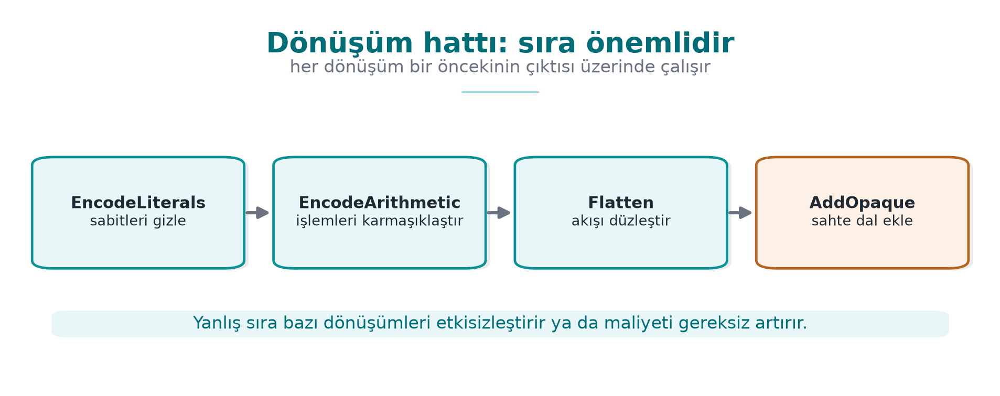 Dönüşüm hattı: sıra önemlidir
her dönüşüm bir öncekinin çıktısı üzerinde çalışır
EncodeLiterals
sabitleri gizle
EncodeArithmetic
işlemleri karmaşıklaştır
Flatten
akışı düzleştir
AddOpaque
sahte dal ekle
Yanlış sıra bazı dönüşümleri etkisizleştirir ya da maliyeti gereksiz artırır.